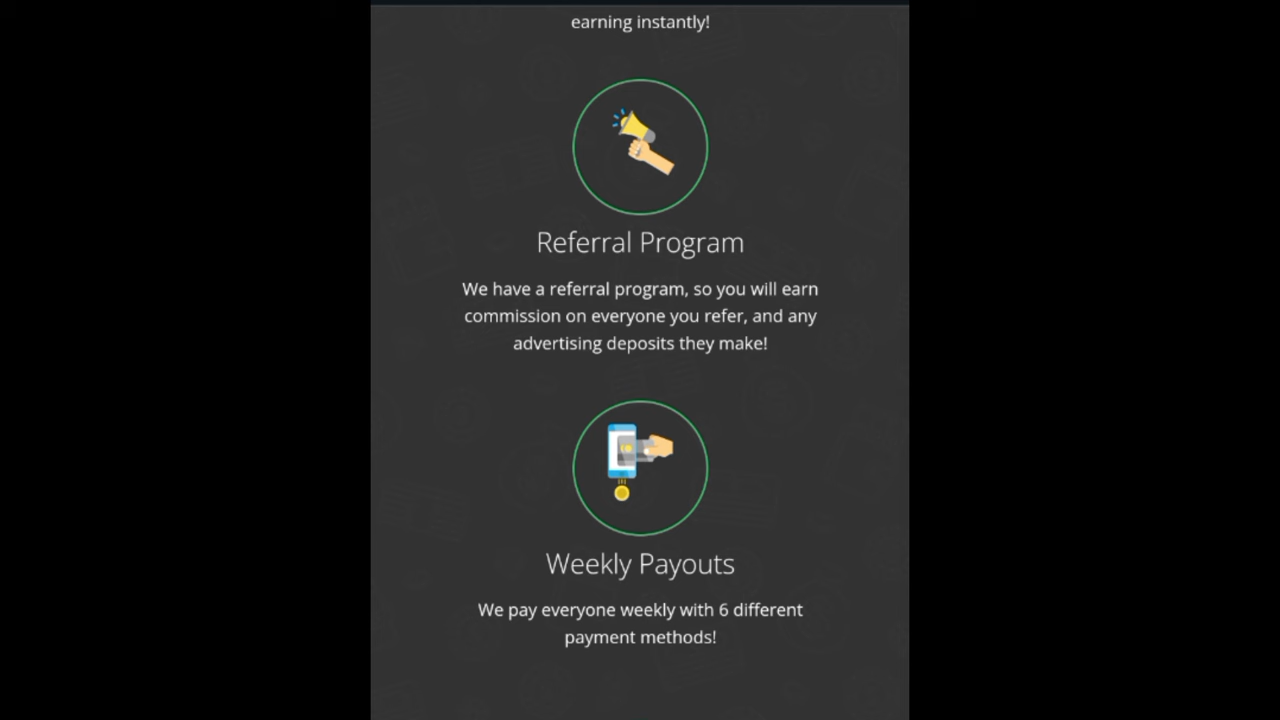 earning instantly!
Referral Program
We have a referral program, so you will earn
commission on everyone you refer, and any
advertising deposits they make!
Weekly Payouts
We pay everyone weekly with 6 different
payment methods!